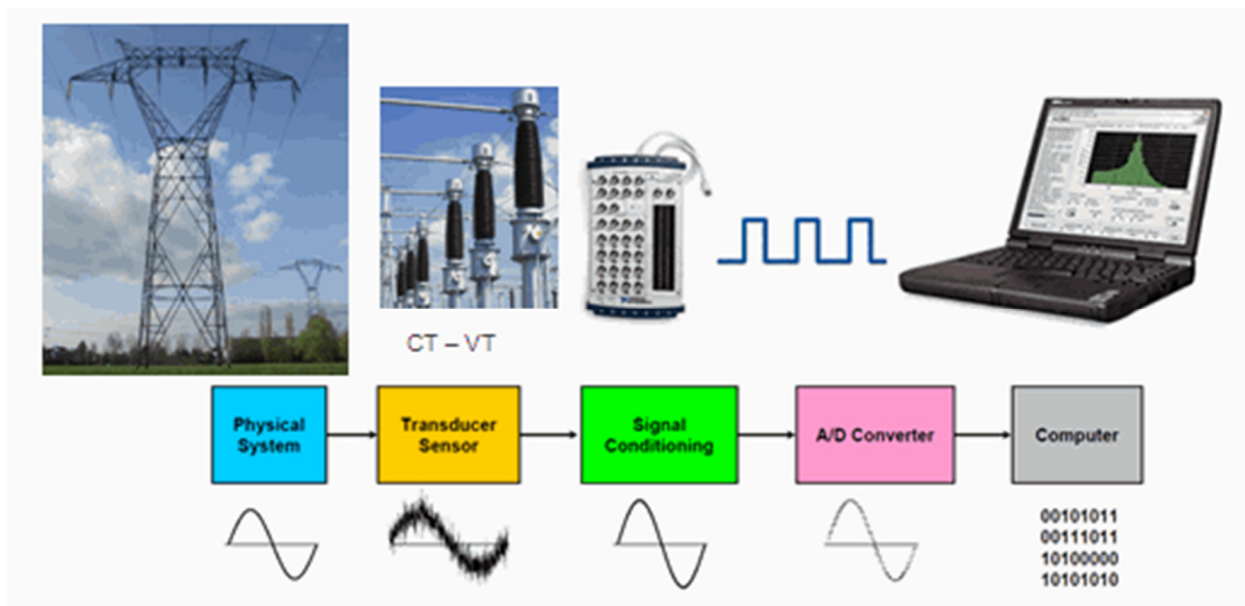 CT – VT
Physical
System
Transducer
Sensor
Signal
Conditioning
A/D Converter
Computer
00101011
00111011
10100000
10101010